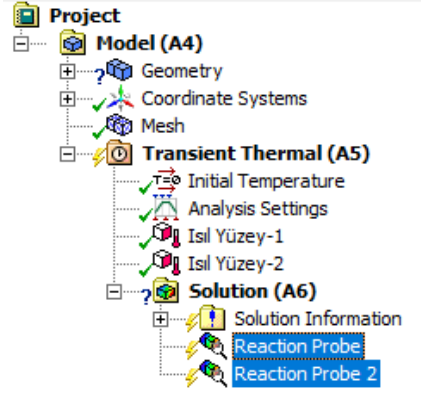 Project
Model (A4)
Geometry
Coordinate Systems
Mesh
Transient Thermal (A5)
T=0 Initial Temperature
Analysis Settings
Isıl Yüzey-1
Isıl Yüzey-2
Solution (A6)
Solution Information
Reaction Probe
Reaction Probe 2